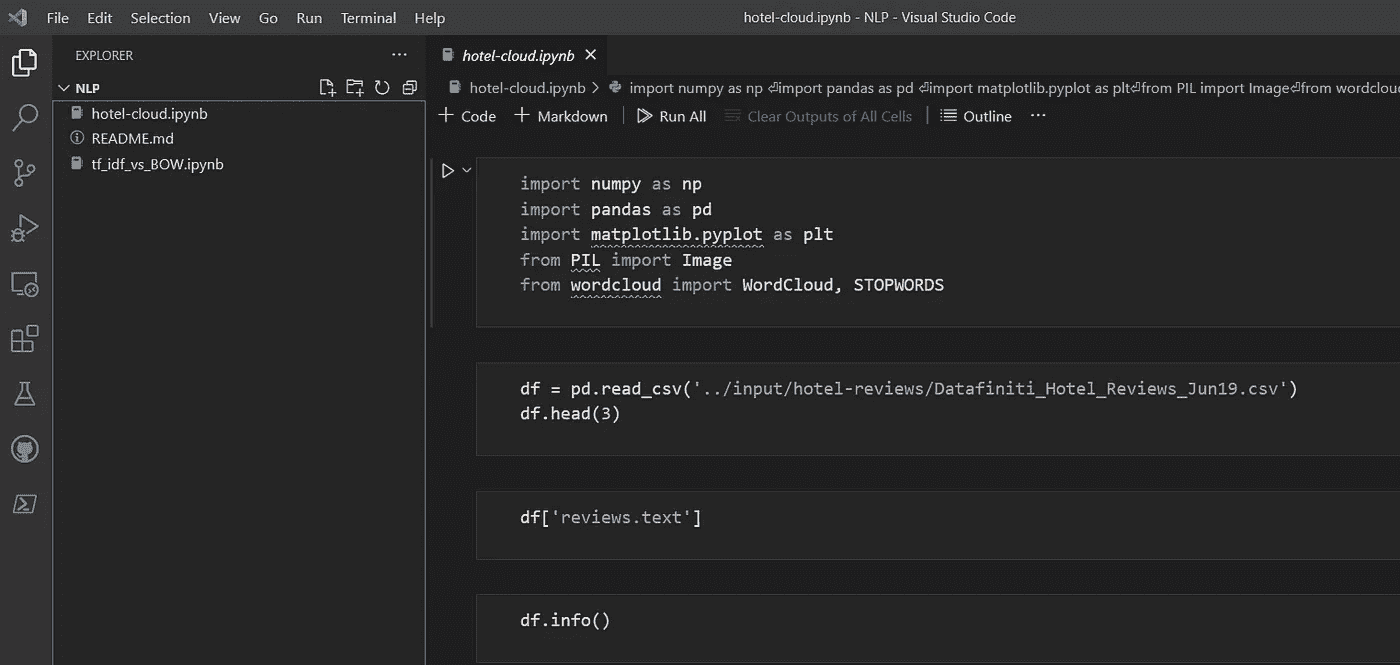 File Edit Selection View Go Run Terminal Help
hotel-cloud.ipynb - NLP - Visual Studio Code
EXPLORER
NLP
hotel-cloud.ipynb
README.md
tf_idf_vs_BOW.ipynb
hotel-cloud.ipynb
hotel-cloud.ipynb > import numpy as np ⏎import pandas as pd ⏎import matplotlib.pyplot as plt⏎from PIL import Image⏎from wordclou
+ Code + Markdown Run All Clear Outputs of All Cells Outline ...
import numpy as np
import pandas as pd
import matplotlib.pyplot as plt
from PIL import Image
from wordcloud import WordCloud, STOPWORDS
df = pd.read_csv('../input/hotel-reviews/Datafiniti_Hotel_Reviews_Jun19.csv')
df.head(3)
df['reviews.text']
df.info()